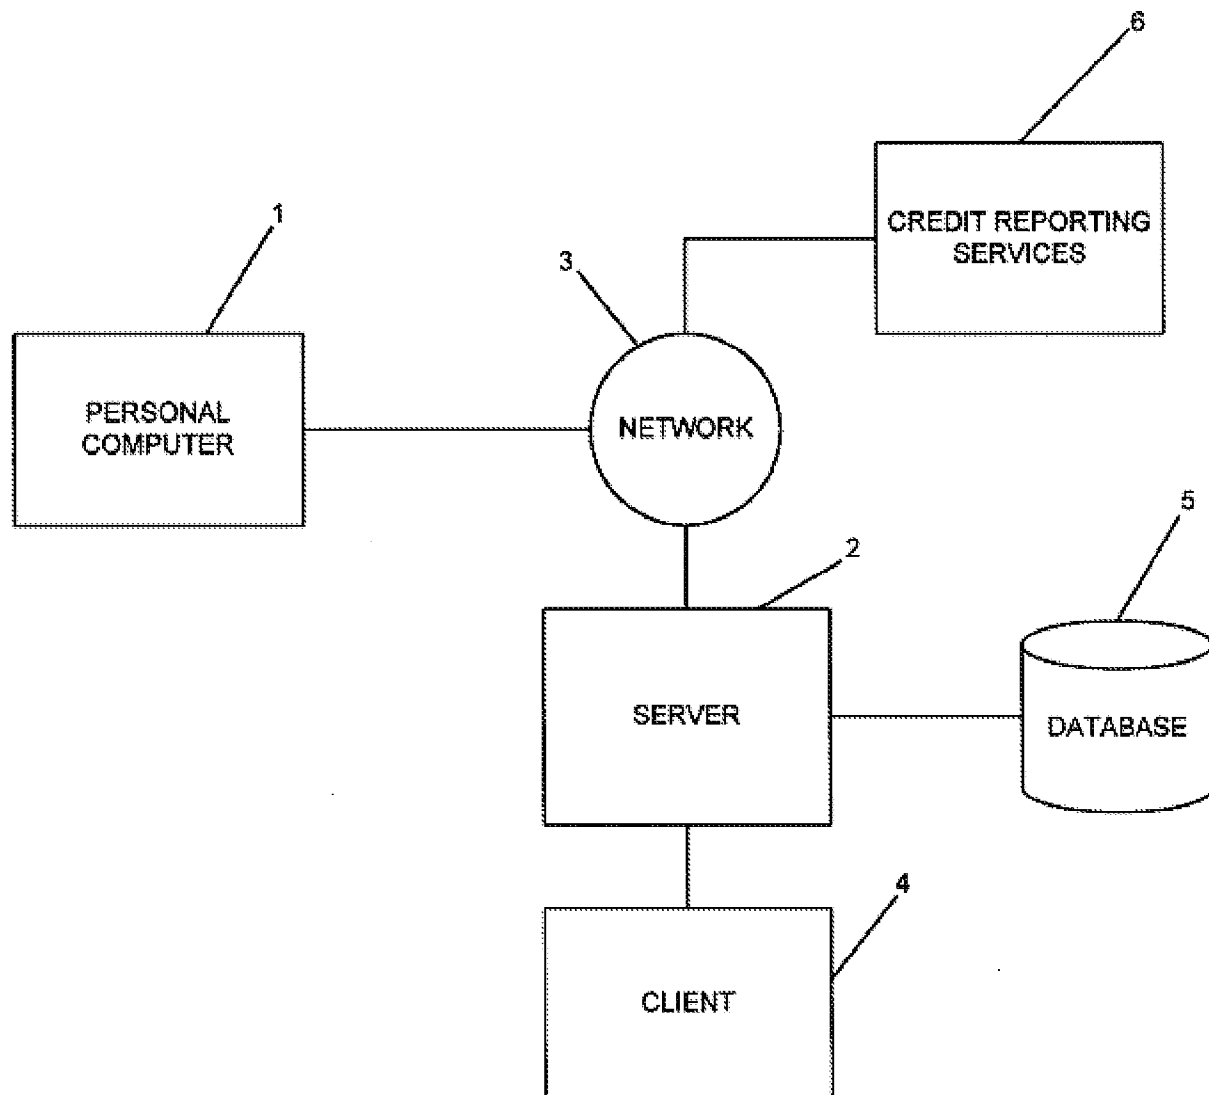 6
CREDIT REPORTING
SERVICES
1
3
PERSONAL
COMPUTER
NETWORK
5
2
SERVER
DATABASE
4
CLIENT